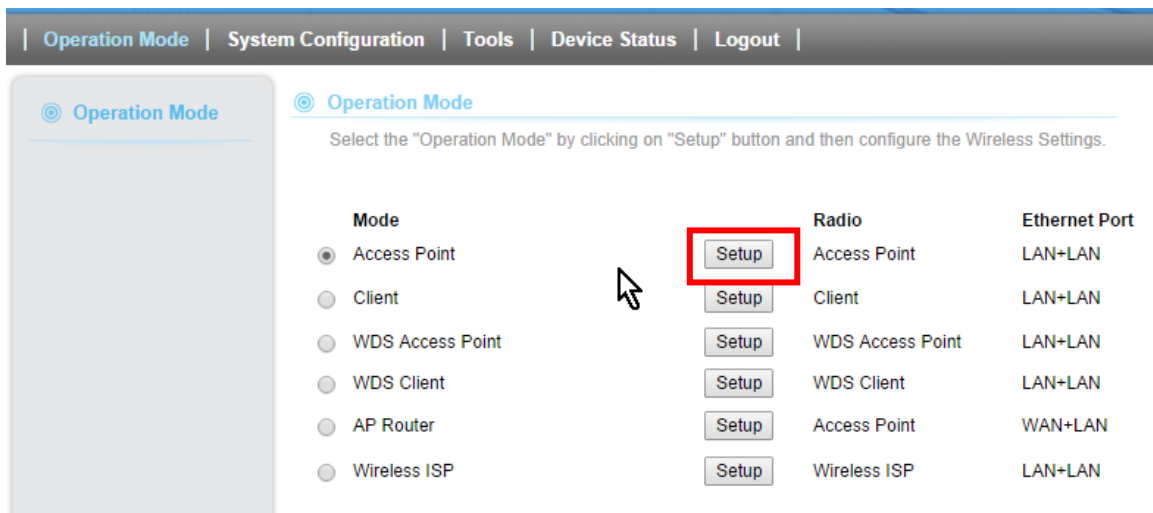 | Operation Mode | System Configuration | Tools | Device Status | Logout |
Operation Mode
Operation Mode
Select the "Operation Mode" by clicking on "Setup" button and then configure the Wireless Settings.
Mode Radio Ethernet Port
Access Point Setup Access Point LAN+LAN
Client Setup Client LAN+LAN
WDS Access Point Setup WDS Access Point LAN+LAN
WDS Client Setup WDS Client LAN+LAN
AP Router Setup Access Point WAN+LAN
Wireless ISP Setup Wireless ISP LAN+LAN